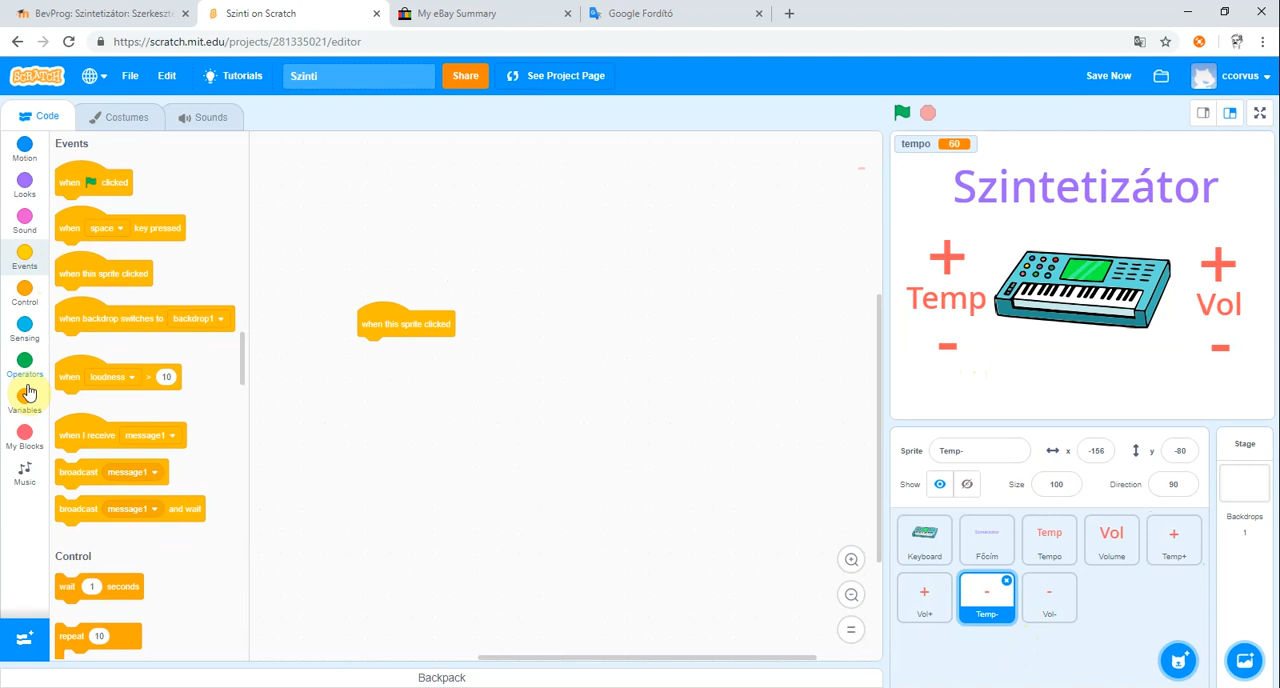 BevProg: Szintetizátor: Szerkeszt
Szinti on Scratch
My eBay Summary
Google Fordító
https://scratch.mit.edu/projects/281335021/editor
SCRATCH
File
Edit
Tutorials
Szinti
Share
See Project Page
Save Now
ccorvus
Code
Costumes
Sounds
Motion
Looks
Sound
Events
Control
Sensing
Operators
Variables
My Blocks
Music
Events
when clicked
when space key pressed
when this sprite clicked
when backdrop switches to backdrop1
when loudness > 10
when I receive message1
broadcast message1
broadcast message1 and wait
Control
wait 1 seconds
repeat 10
when this sprite clicked
tempo 60
Szintetizátor
+ +
Temp Vol
- -
Sprite Temp- x -156 y -80
Show Size 100 Direction 90
Keyboard
Szintetizátor
Főcím
Temp
Tempo
Vol
Volume
+
Temp+
+
Vol+
-
Temp-
-
Vol-
Stage
Backdrops
1
Backpack